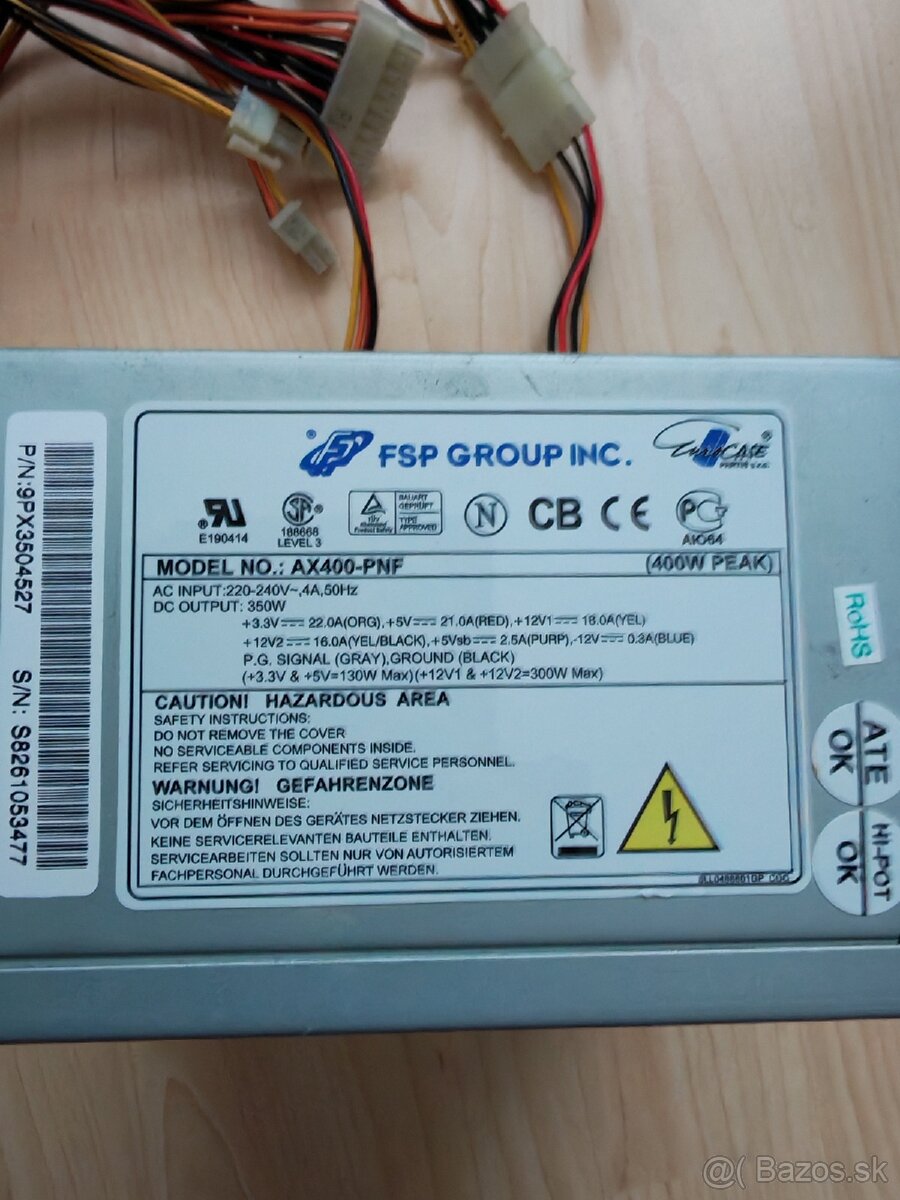 FSP GROUP INC.
EuroCASE
E190414
188668
LEVEL 3
TÜV
BAUART
GEPRÜFT
TYPE
APPROVED
N
CB CE
AЮ64
MODEL NO.: AX400-PNF (400W PEAK)
AC INPUT:220-240V~,4A,50Hz
DC OUTPUT: 350W
+3.3V⎓ 22.0A(ORG), +5V⎓ 21.0A(RED), +12V1⎓ 16.0A(YEL)
+12V2⎓ 16.0A(YEL/BLACK), +5Vsb⎓ 2.5A(PURP),-12V⎓ 0.3A(BLUE)
P.G. SIGNAL (GRAY),GROUND (BLACK)
(+3.3V & +5V=130W Max)(+12V1 & +12V2=300W Max)
CAUTION! HAZARDOUS AREA
SAFETY INSTRUCTIONS:
DO NOT REMOVE THE COVER
NO SERVICEABLE COMPONENTS INSIDE.
REFER SERVICING TO QUALIFIED SERVICE PERSONNEL.
WARNUNG! GEFAHRENZONE
SICHERHEITSHINWEISE:
VOR DEM ÖFFNEN DES GERÄTES NETZSTECKER ZIEHEN.
KEINE SERVICERELEVANTEN BAUTEILE ENTHALTEN.
SERVICEARBEITEN SOLLTEN NUR VON AUTORISIERTEM
FACHPERSONAL DURCHGEFÜHRT WERDEN.
P/N:9PX3504527 S/N: S8261053477
RoHS
ATE
OK
HI-POT
OK
@( Bazos.sk